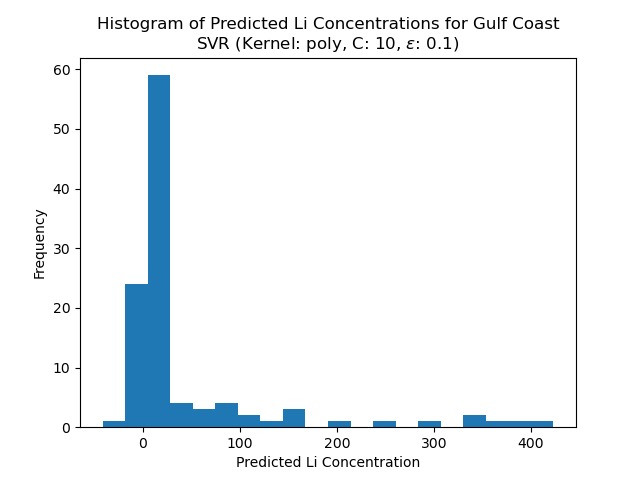 Histogram of Predicted Li Concentrations for Gulf Coast
SVR (Kernel: poly, C: 10, ε: 0.1)
60
50
40
30
20
10
0
Frequency
0 100 200 300 400
Predicted Li Concentration